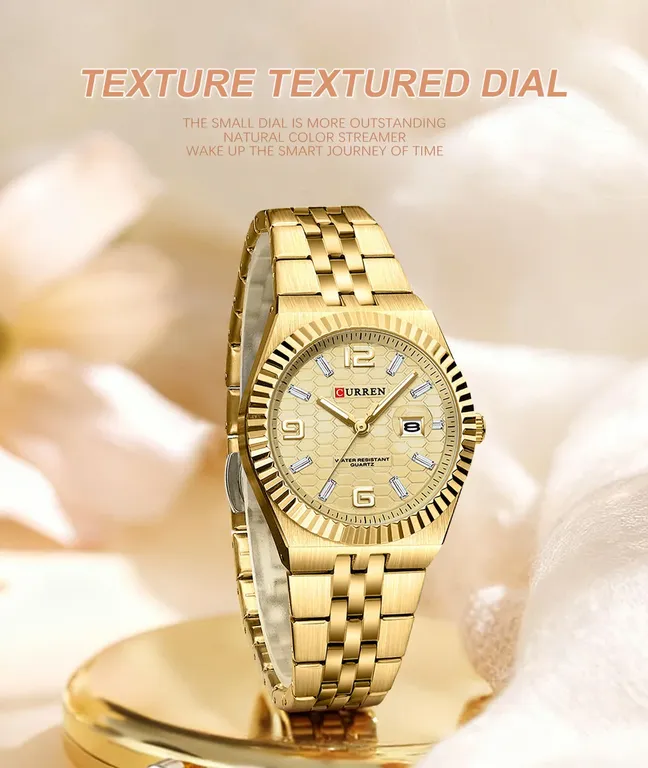 TEXTURE TEXTURED DIAL
THE SMALL DIAL IS MORE OUTSTANDING
NATURAL COLOR STREAMER
WAKE UP THE SMART JOURNEY OF TIME
12
CURREN
9
8
WATER RESISTANT
QUARTZ
6